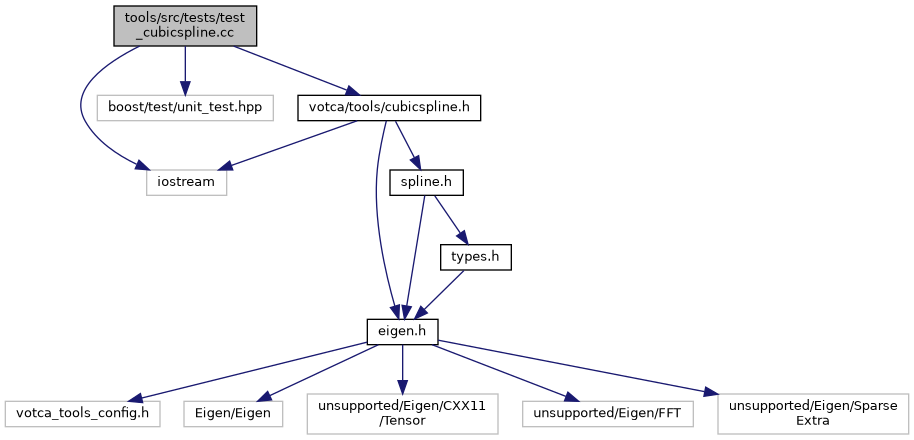 tools/src/tests/test
_cubicspline.cc
boost/test/unit_test.hpp
votca/tools/cubicspline.h
iostream
spline.h
types.h
eigen.h
votca_tools_config.h
Eigen/Eigen
unsupported/Eigen/CXX11
/Tensor
unsupported/Eigen/FFT
unsupported/Eigen/Sparse
Extra